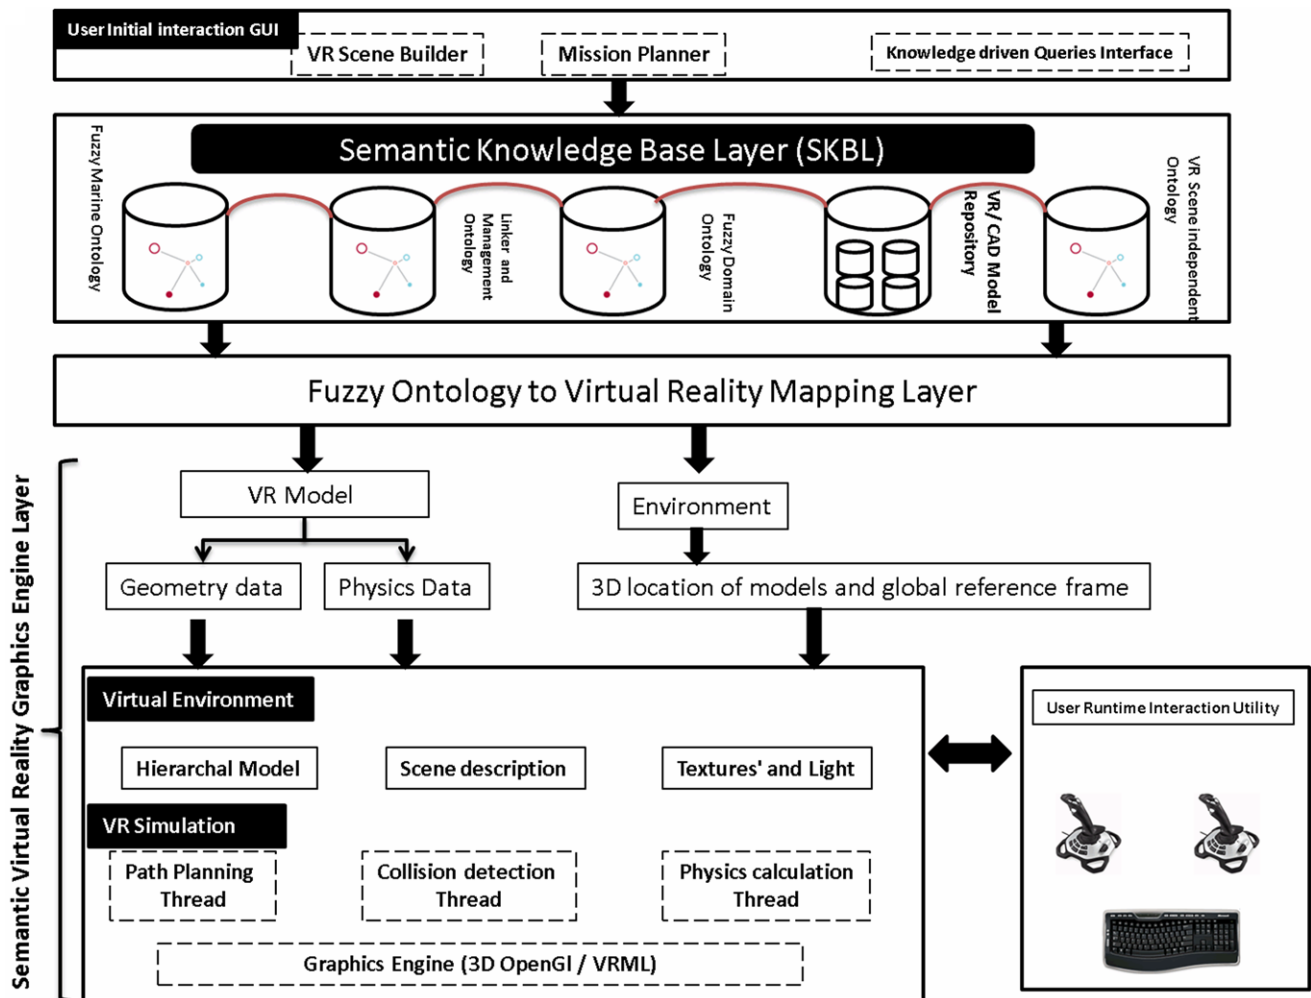 User Initial interaction GUI
VR Scene Builder
Mission Planner
Knowledge driven Queries Interface
Semantic Knowledge Base Layer (SKBL)
Fuzzy Marine Ontology
Linker and
Management
Ontology
Fuzzy Domain
Ontology
VR/ CAD Model
Repository
VR Scene independent
Ontology
Fuzzy Ontology to Virtual Reality Mapping Layer
Semantic Virtual Reality Graphics Engine Layer
VR Model
Environment
Geometry data
Physics Data
3D location of models and global reference frame
Virtual Environment
Hierarchal Model
Scene description
Textures' and Light
VR Simulation
Path Planning
Thread
Collision detection
Thread
Physics calculation
Thread
Graphics Engine (3D OpenGl / VRML)
User Runtime Interaction Utility